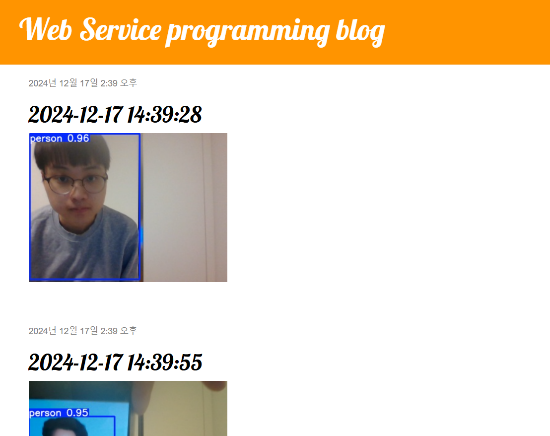 Web Service programming blog
2024년 12월 17일 2:39 오후
2024-12-17 14:39:28
person 0.96
2024년 12월 17일 2:39 오후
2024-12-17 14:39:55
person 0.95